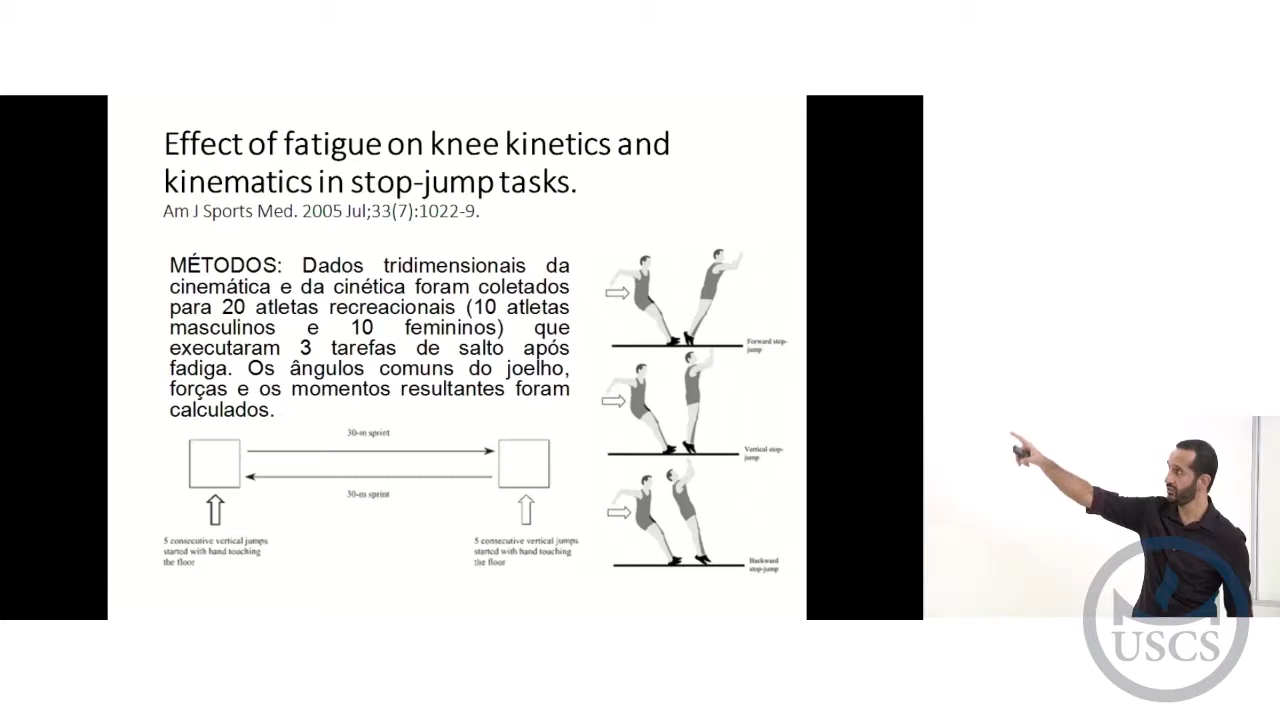 Effect of fatigue on knee kinetics and
kinematics in stop-jump tasks.
Am J Sports Med. 2005 Jul;33(7):1022-9.
MÉTODOS: Dados tridimensionais da
cinemática e da cinética foram coletados
para 20 atletas recreacionais (10 atletas
masculinos e 10 femininos) que
executaram 3 tarefas de salto após
fadiga. Os ângulos comuns do joelho,
forças e os momentos resultantes foram
calculados.
30-m sprint
30-m sprint
5 consecutive vertical jumps
started with hand touching
the floor
5 consecutive vertical jumps
started with hand touching
the floor
Forward stop-
jump
Vertical stop-
jump
Backward
stop-jump
USCS